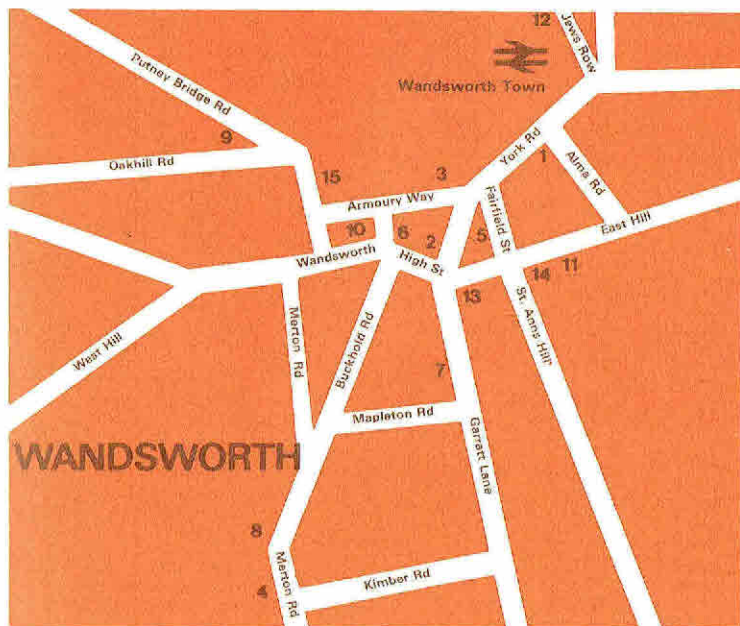 12
Jews Row
Putney Bridge Rd
Wandsworth Town
9
York Rd
1
Oakhill Rd
15
3
Alma Rd
Armoury Way
Fairfield St
East Hill
10
6
2
5
Wandsworth
High St
14
11
13
St. Anns Hill
West Hill
Merton Rd
Buckhold Rd
7
Mapleton Rd
Garratt Lane
WANDSWORTH
8
Merton Rd
4
Kimber Rd